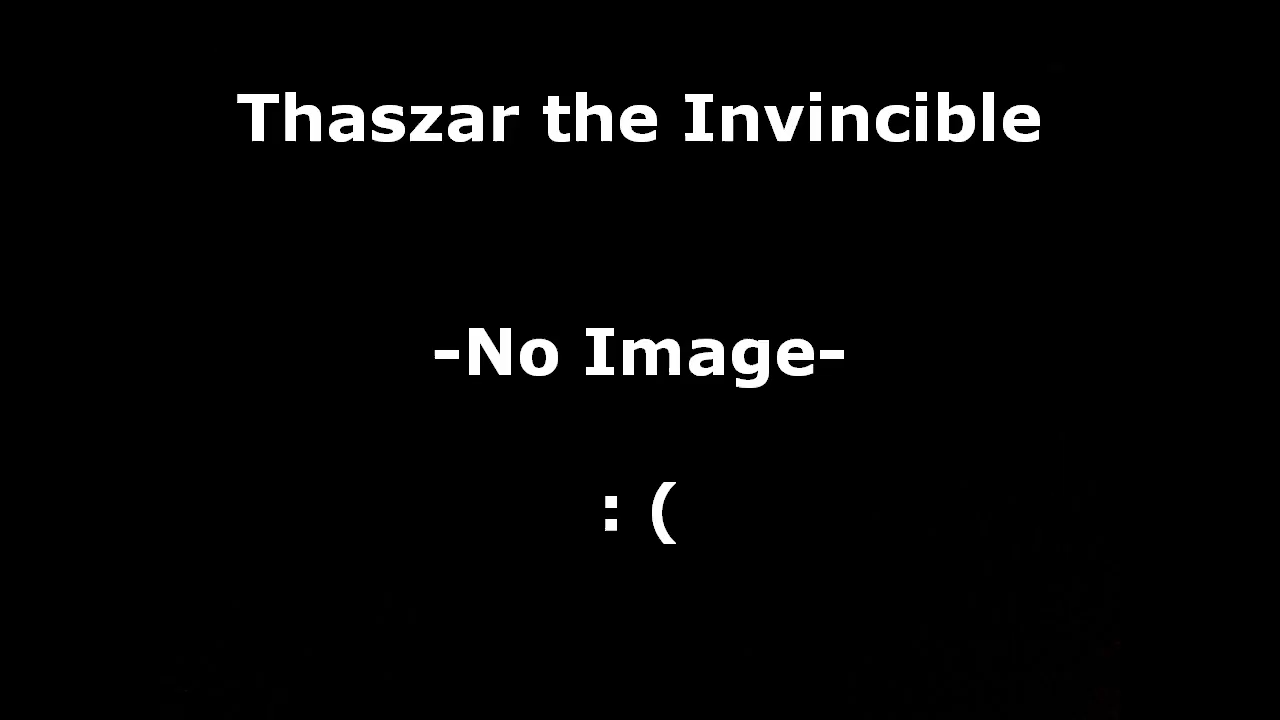 Thaszar the Invincible
-No Image-
: (